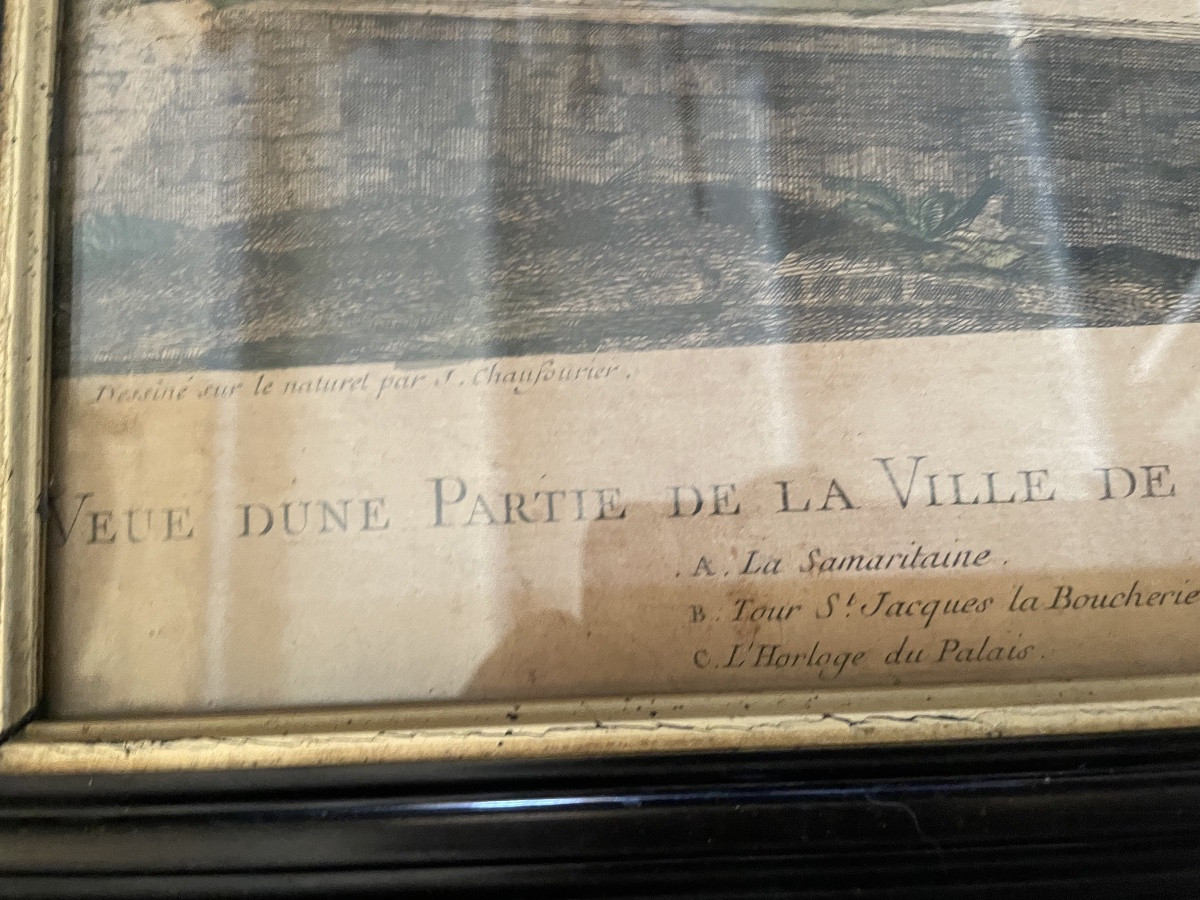 Dessiné sur le naturel par J. Chaufourier.
VEUE DUNE PARTIE DE LA VILLE DE
. A. La Samaritaine.
B. Tour St. Jacques la Boucherie
C. L'Horloge du Palais.